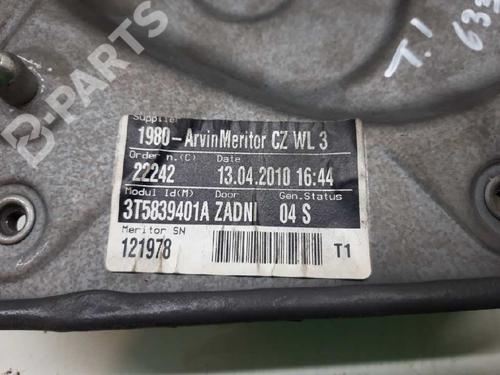 B-PARTS
T.!
Supplier
1980-ArvinMeritor CZ WL 3
Order n.(C) Date
22242 13.04.2010 16:44
Modul Id(M) Door Gen.Status
3T5839401A ZADNI 04 S
Meritor SN
121978 T1